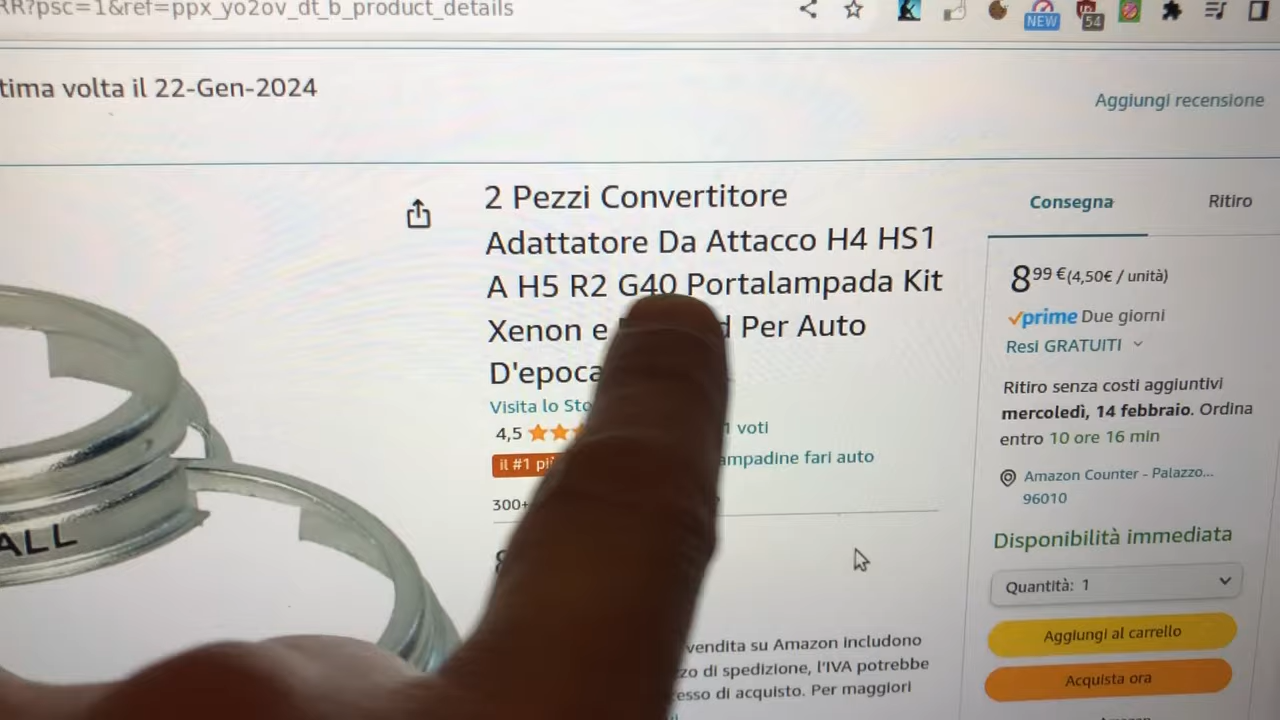 RR?psc=1&ref=ppx_yo2ov_dt_b_product_details
NEW
54
tima volta il 22-Gen-2024
Aggiungi recensione
2 Pezzi Convertitore
Adattatore Da Attacco H4 HS1
A H5 R2 G40 Portalampada Kit
Xenon e Per Auto
D'epoca
Visita lo Sto
4,5
1 voti
il #1 pi
ampadine fari auto
300+
ALL
vendita su Amazon includono
zo di spedizione, l'IVA potrebbe
esso di acquisto. Per maggiori
Consegna
Ritiro
8,99 € (4,50€ / unità)
prime Due giorni
Resi GRATUITI
Ritiro senza costi aggiuntivi
mercoledì, 14 febbraio. Ordina
entro 10 ore 16 min
Amazon Counter - Palazzo...
96010
Disponibilità immediata
Quantità: 1
Aggiungi al carrello
Acquista ora